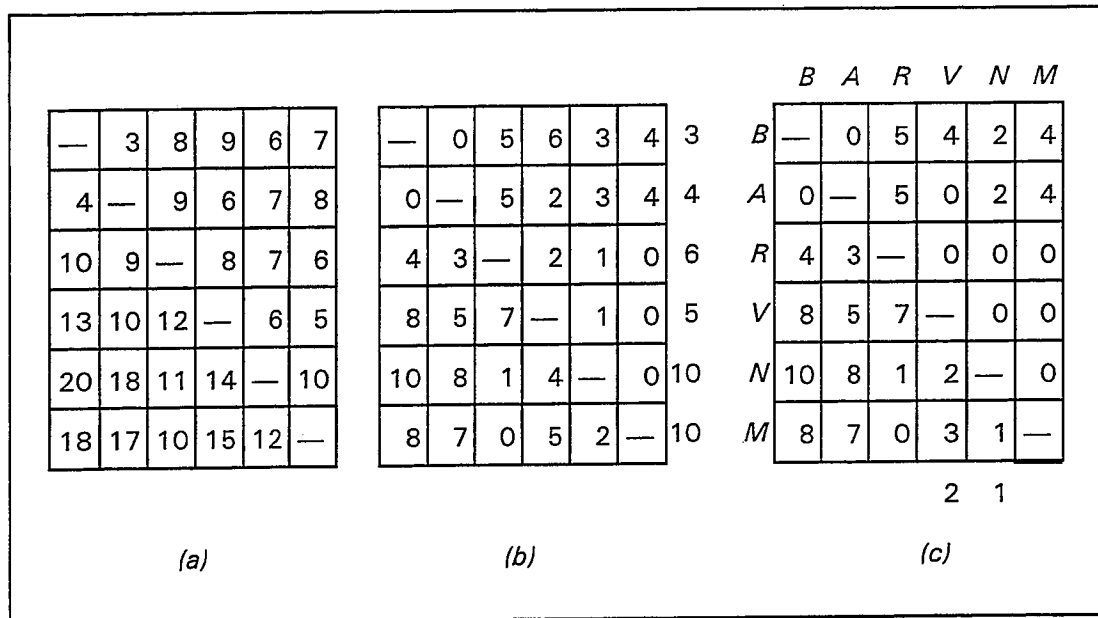 B A R V N M
— 3 8 9 6 7
4 — 9 6 7 8
10 9 — 8 7 6
13 10 12 — 6 5
20 18 11 14 — 10
18 17 10 15 12 —
(a)
— 0 5 6 3 4 3
0 — 5 2 3 4 4
4 3 — 2 1 0 6
8 5 7 — 1 0 5
10 8 1 4 — 0 10
8 7 0 5 2 — 10
(b)
B — 0 5 4 2 4
A 0 — 5 0 2 4
R 4 3 — 0 0 0
V 8 5 7 — 0 0
N 10 8 1 2 — 0
M 8 7 0 3 1 —
2 1
(c)